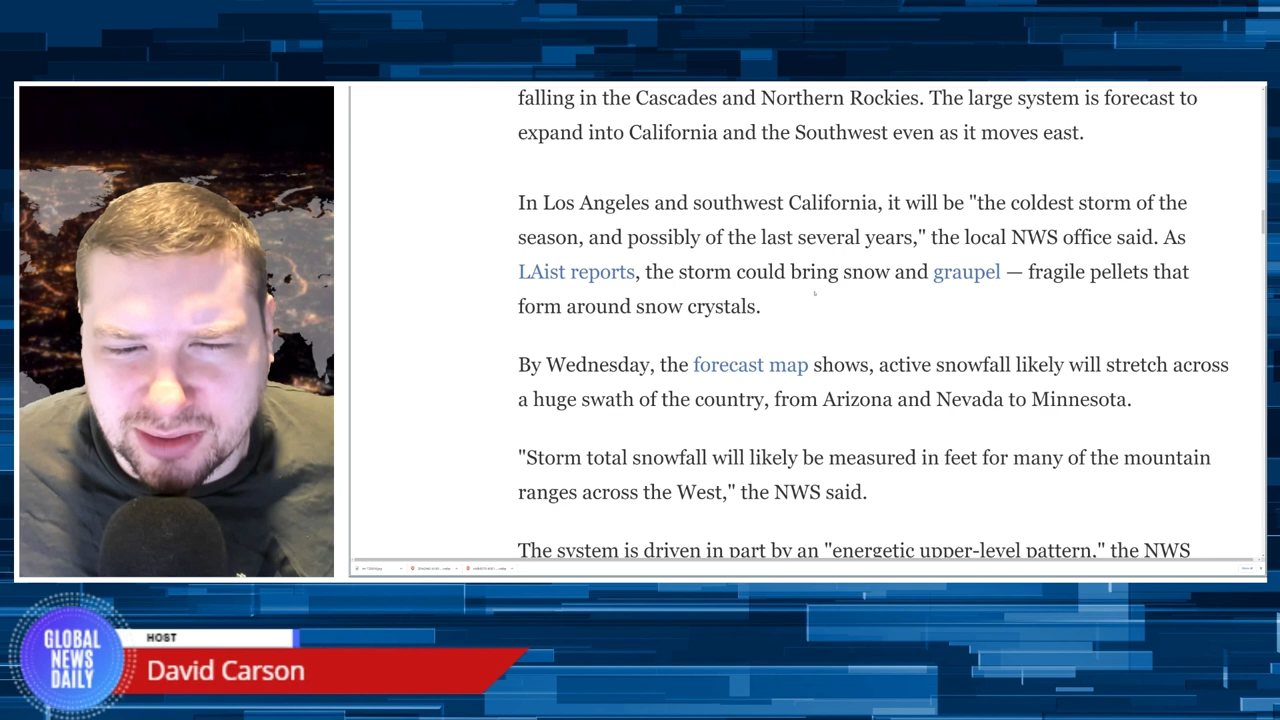 falling in the Cascades and Northern Rockies. The large system is forecast to
expand into California and the Southwest even as it moves east.
In Los Angeles and southwest California, it will be "the coldest storm of the
season, and possibly of the last several years," the local NWS office said. As
LAist reports, the storm could bring snow and graupel — fragile pellets that
form around snow crystals.
By Wednesday, the forecast map shows, active snowfall likely will stretch across
a huge swath of the country, from Arizona and Nevada to Minnesota.
"Storm total snowfall will likely be measured in feet for many of the mountain
ranges across the West," the NWS said.
The system is driven in part by an "energetic upper-level pattern," the NWS
GLOBAL
NEWS
DAILY
HOST
David Carson